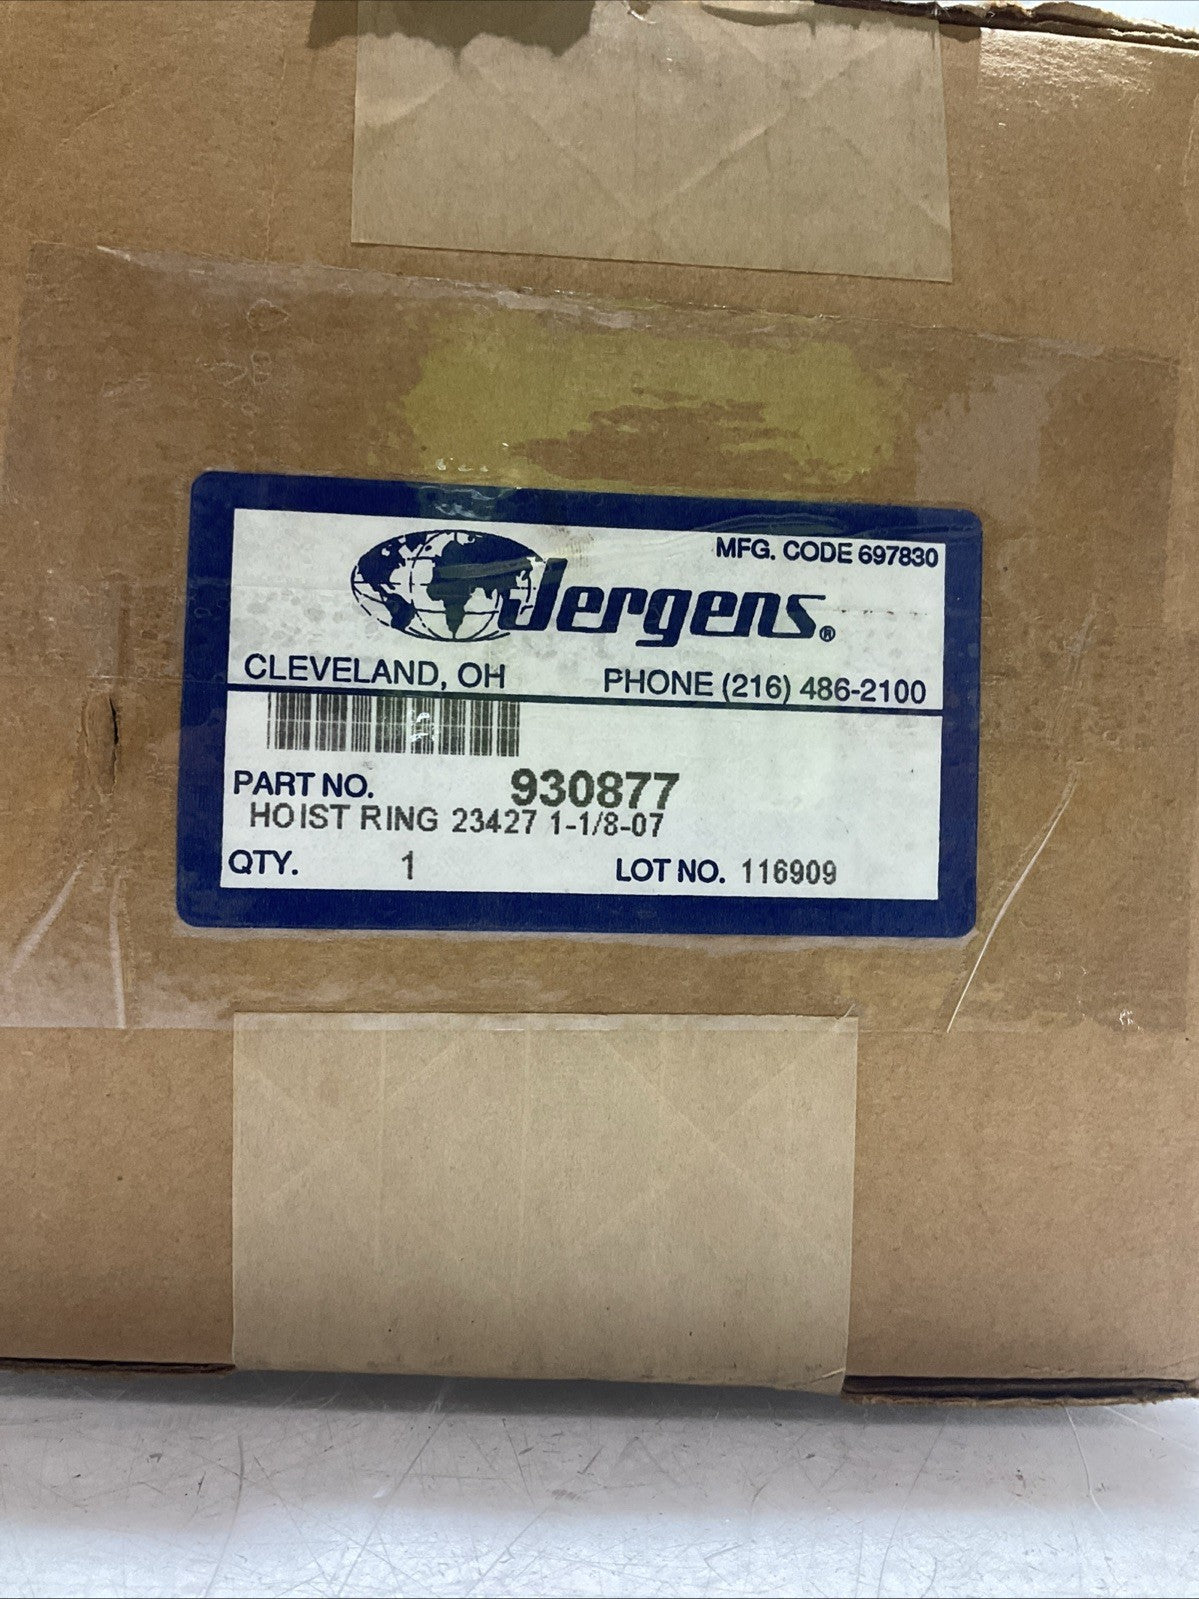 MFG. CODE 697830
Jergens®
CLEVELAND, OH PHONE (216) 486-2100
PART NO. 930877
HOIST RING 23427 1-1/8-07
QTY. 1 LOT NO. 116909